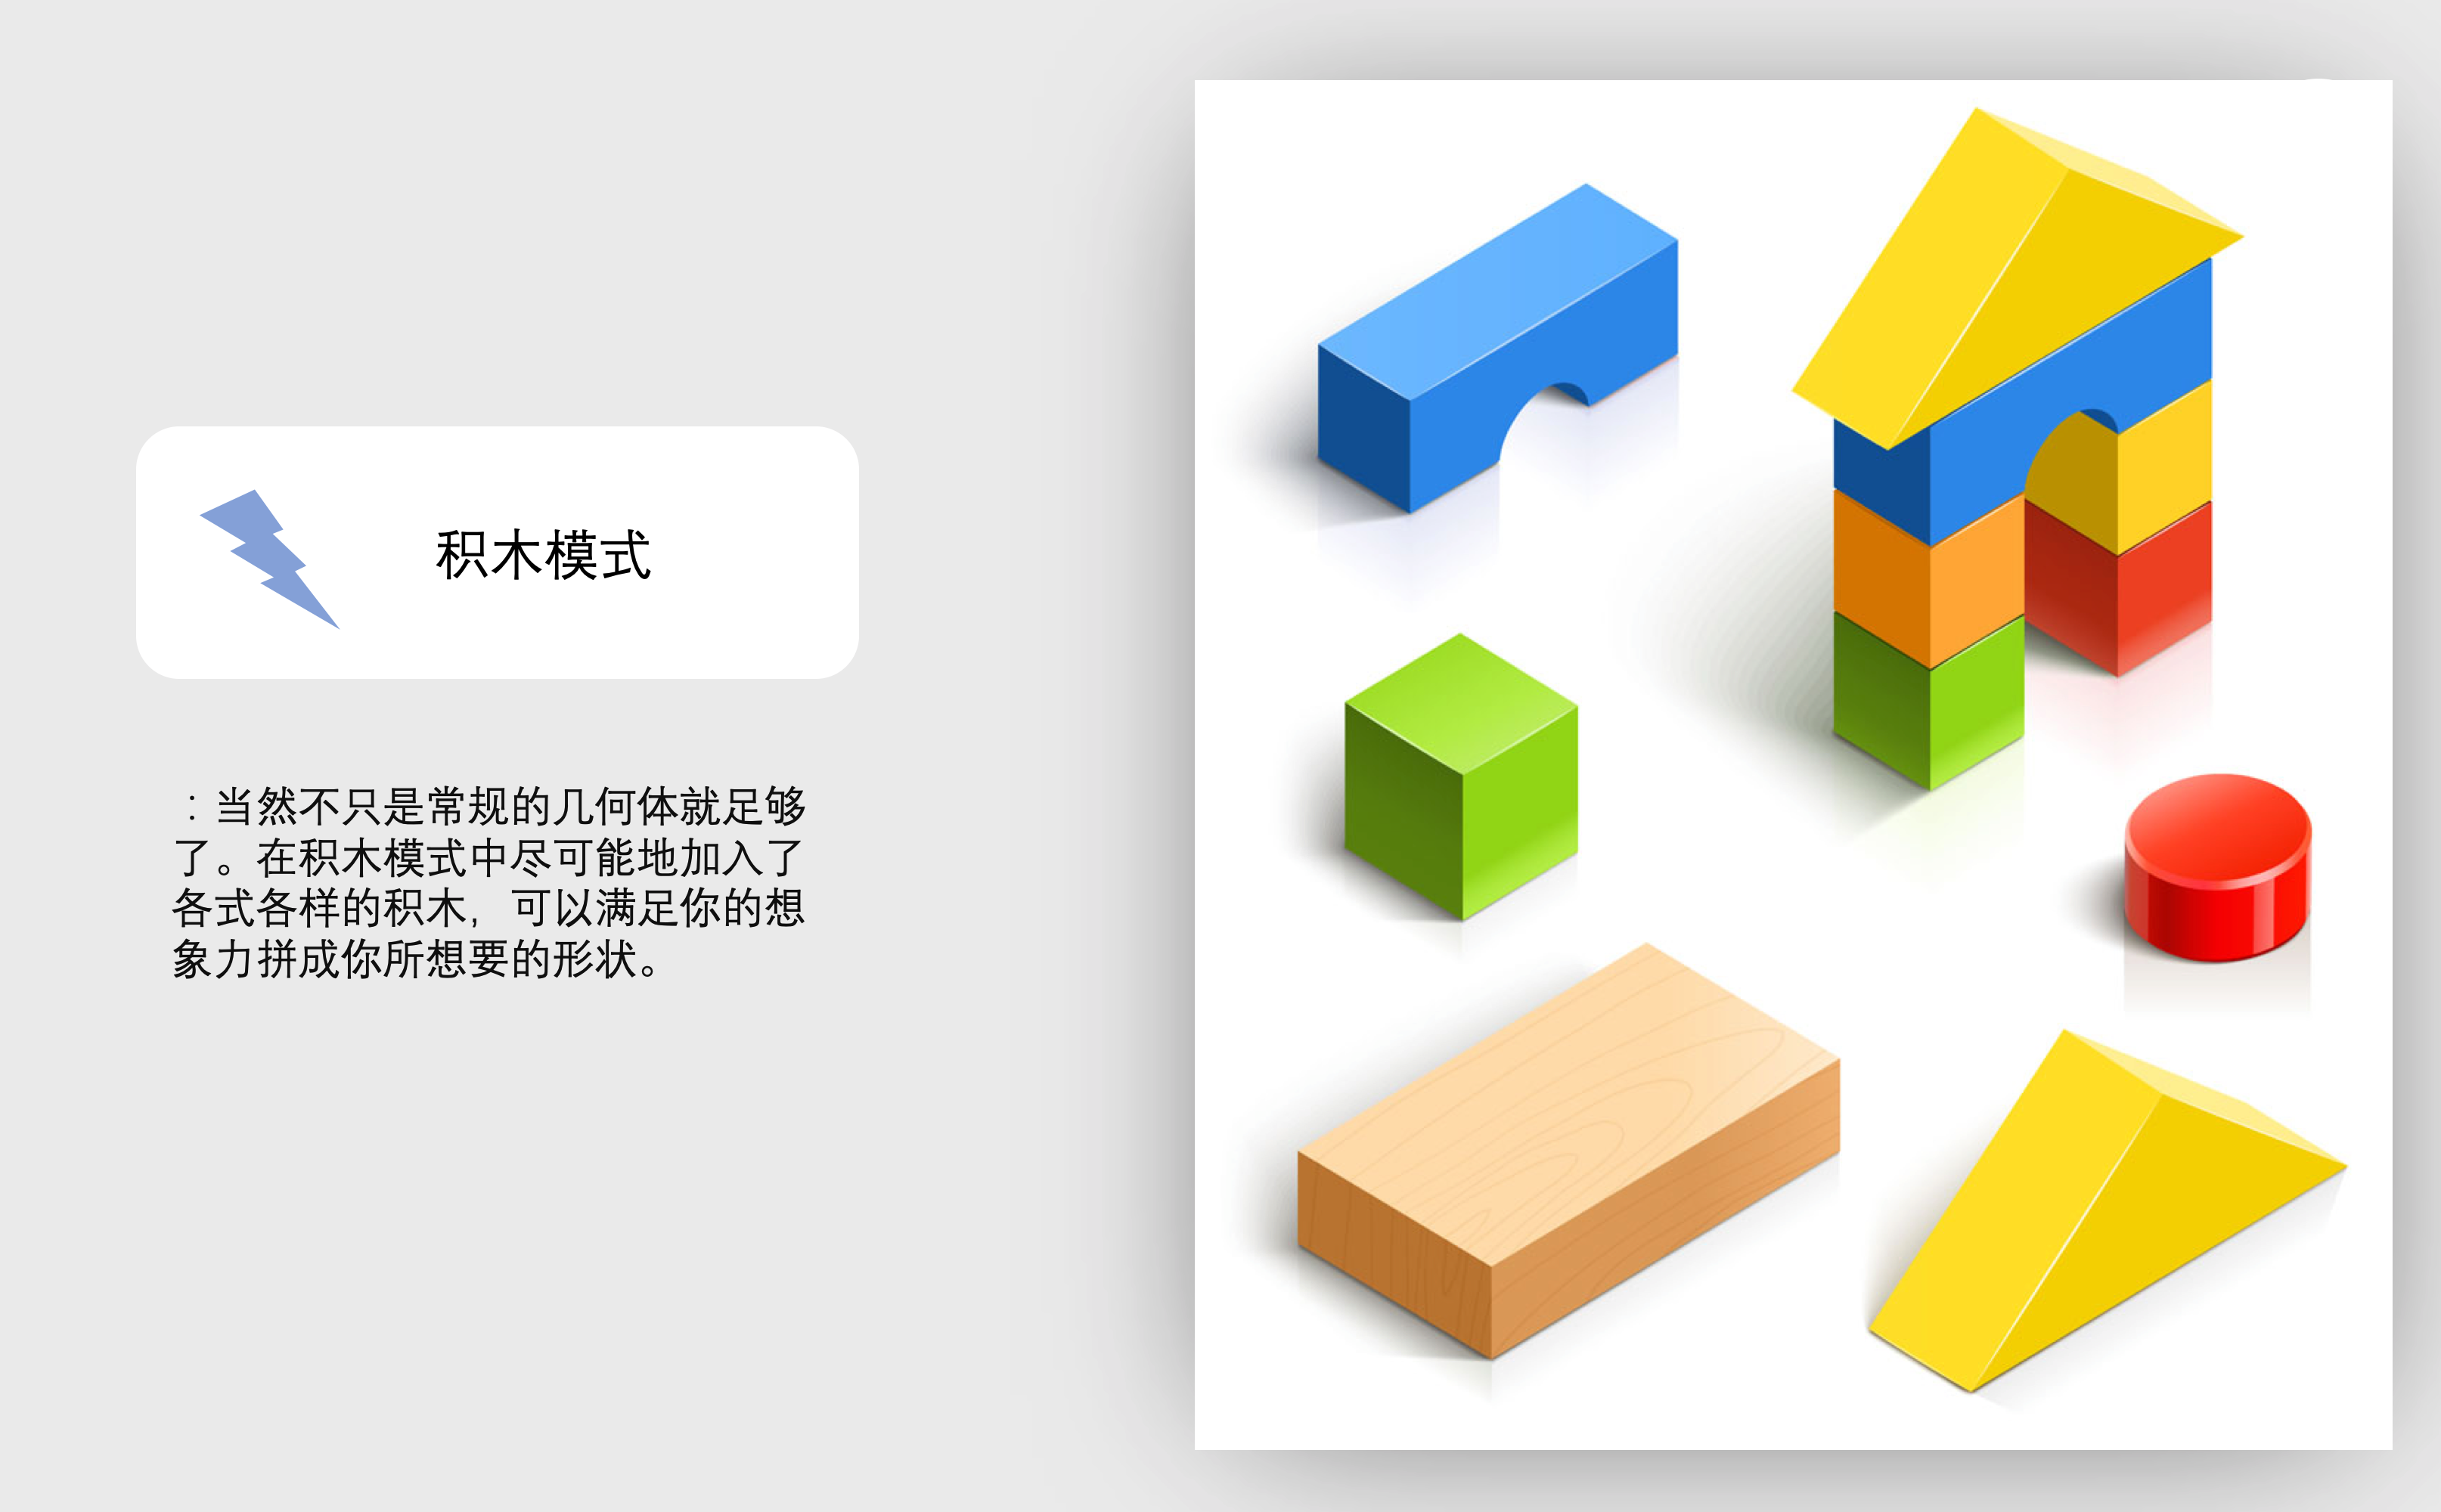 积木模式
：当然不只是常规的几何体就足够
了。在积木模式中尽可能地加入了
各式各样的积木，可以满足你的想
象力拼成你所想要的形状。